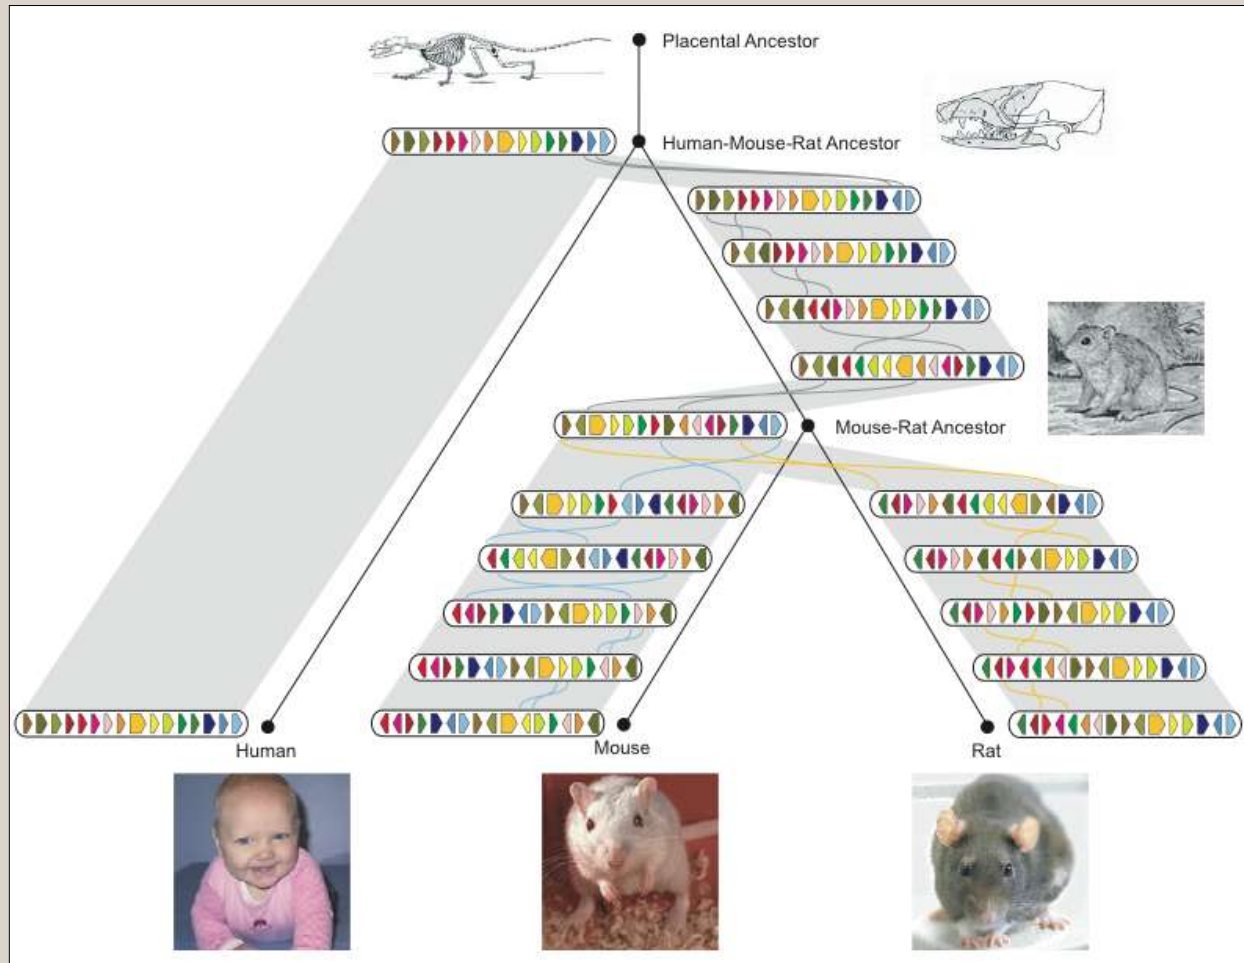 Placental Ancestor
Human-Mouse-Rat Ancestor
Mouse-Rat Ancestor
Human
Mouse
Rat